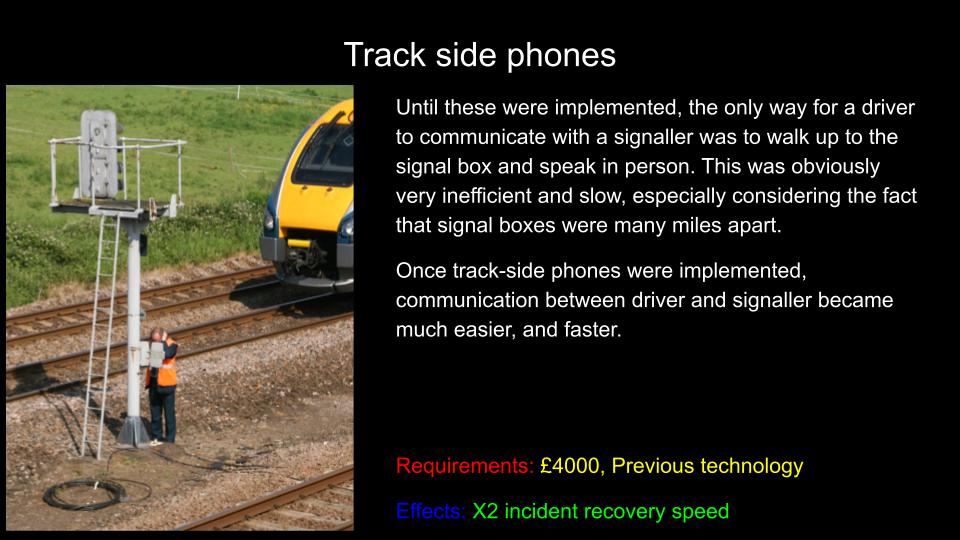 Track side phones
Until these were implemented, the only way for a driver
to communicate with a signaller was to walk up to the
signal box and speak in person. This was obviously
very inefficient and slow, especially considering the fact
that signal boxes were many miles apart.
Once track-side phones were implemented,
communication between driver and signaller became
much easier, and faster.
Requirements: £4000, Previous technology
Effects: X2 incident recovery speed